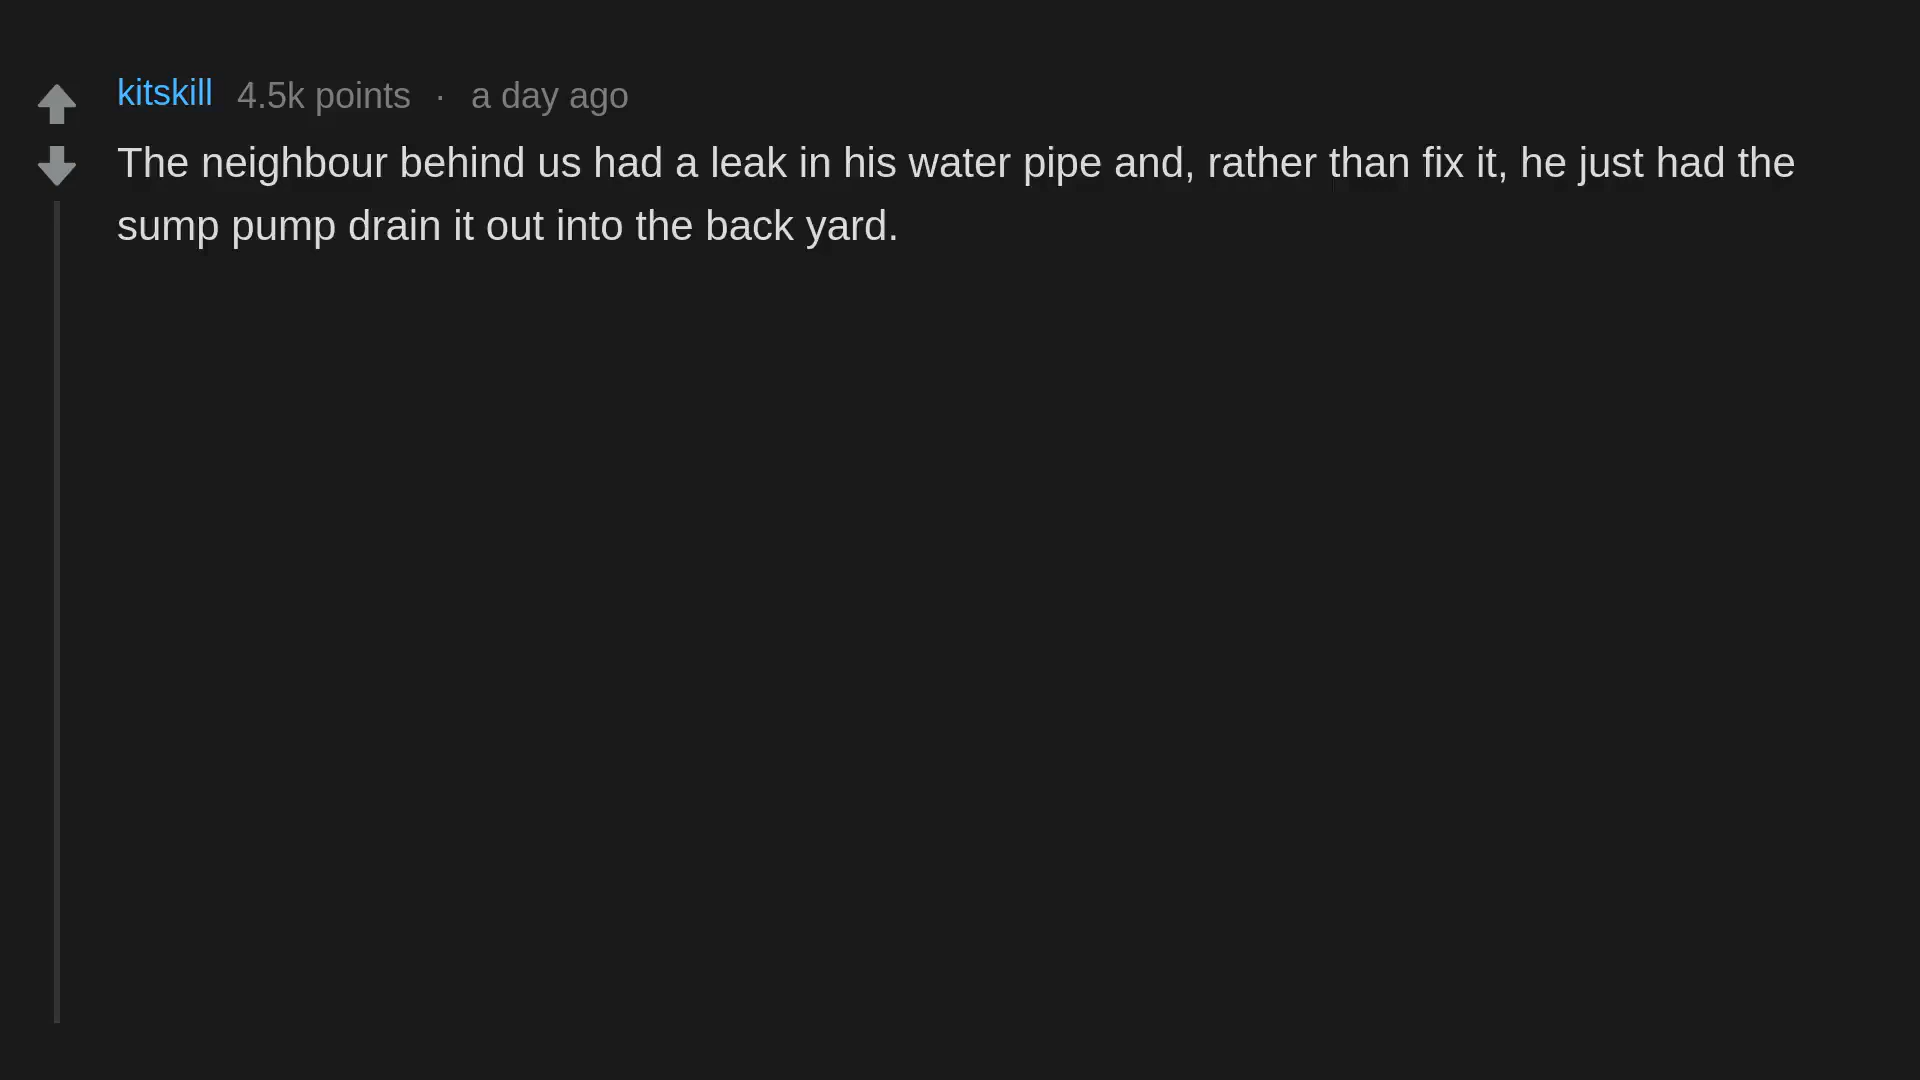 kitskill 4.5k points · a day ago
The neighbour behind us had a leak in his water pipe and, rather than fix it, he just had the
sump pump drain it out into the back yard.